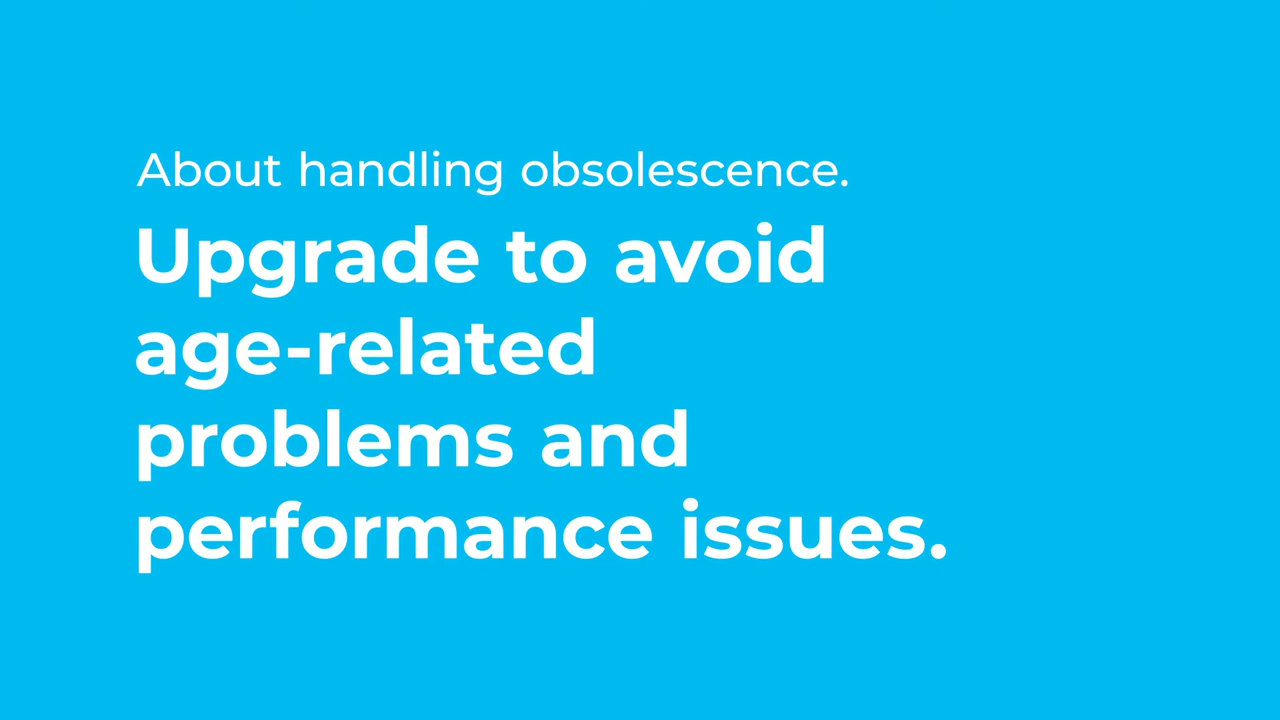 About handling obsolescence.
Upgrade to avoid
age-related
problems and
performance issues.